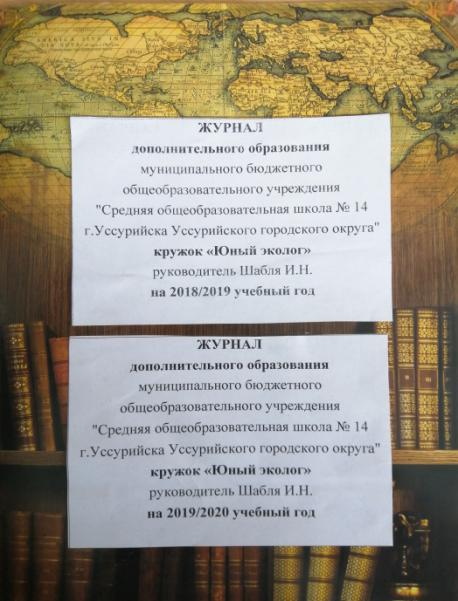 ЖУРНАЛ
дополнительного образования
муниципального бюджетного
общеобразовательного учреждения
"Средняя общеобразовательная школа № 14
г.Уссурийска Уссурийского городского округа"
кружок «Юный эколог»
руководитель Шабля И.Н.
на 2018/2019 учебный год
ЖУРНАЛ
дополнительного образования
муниципального бюджетного
общеобразовательного учреждения
"Средняя общеобразовательная школа № 14
г.Уссурийска Уссурийского городского округа"
кружок «Юный эколог»
руководитель Шабля И.Н.
на 2019/2020 учебный год